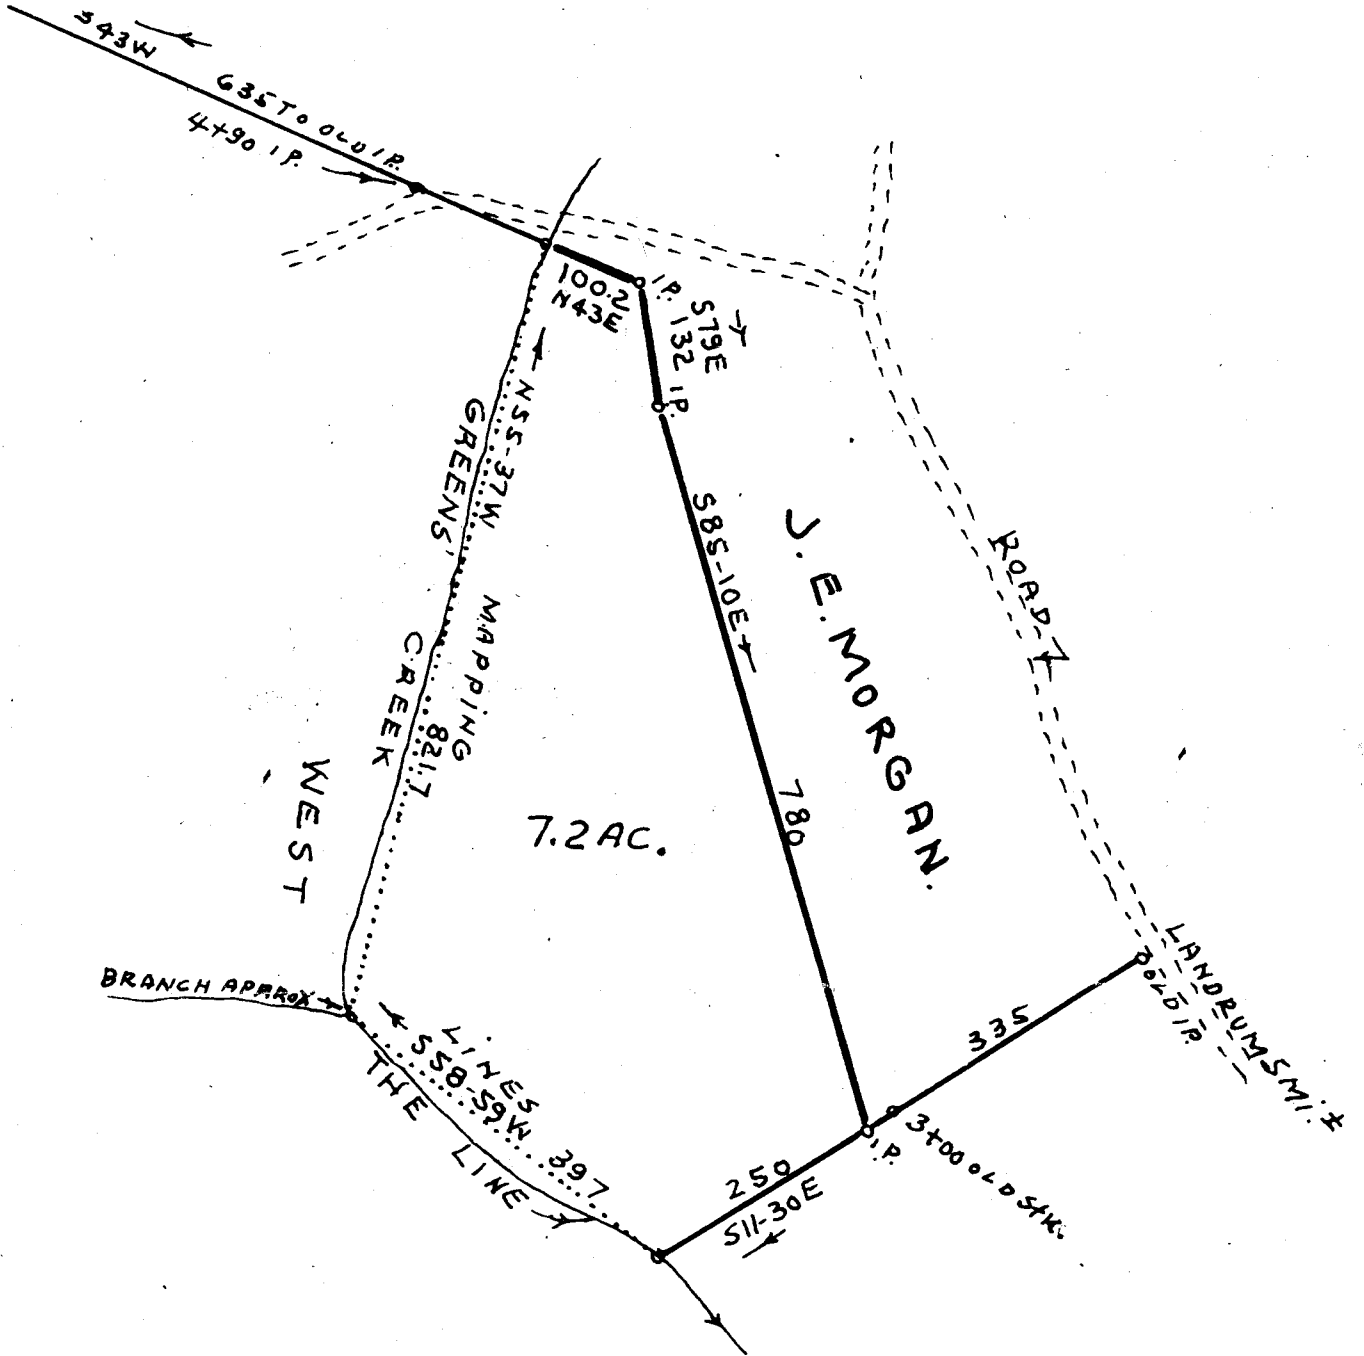 S43W
635 TO OLD I.P.
4+90 I.P.
100.2
N43E
I.P.
S79E
132
I.P.
N55-37W
GREENS'
CREEK
MAPPING
821.7
S85-10E
780
J. E. MORGAN.
ROAD
WEST
7.2 AC.
BRANCH APPROX
LINES
S58-59W
397
THE LINE
250
S11-30E
I.P.
335
3+00 OLD STK.
OLD I.P.
LANDRUM 5 MI. ±